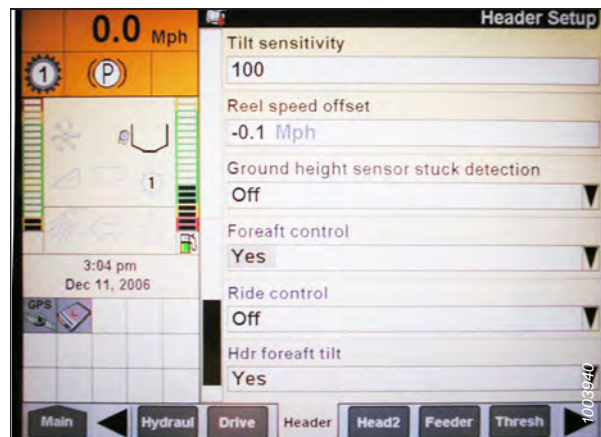 0.0 Mph
1
(P)
1
3:04 pm
Dec 11, 2006
GPS
Header Setup
Tilt sensitivity
100
Reel speed offset
-0.1 Mph
Ground height sensor stuck detection
Off
Foreaft control
Yes
Ride control
Off
Hdr foreaft tilt
Yes
Main
Hydraul
Drive
Header
Head2
Feeder
Thresh
1003940